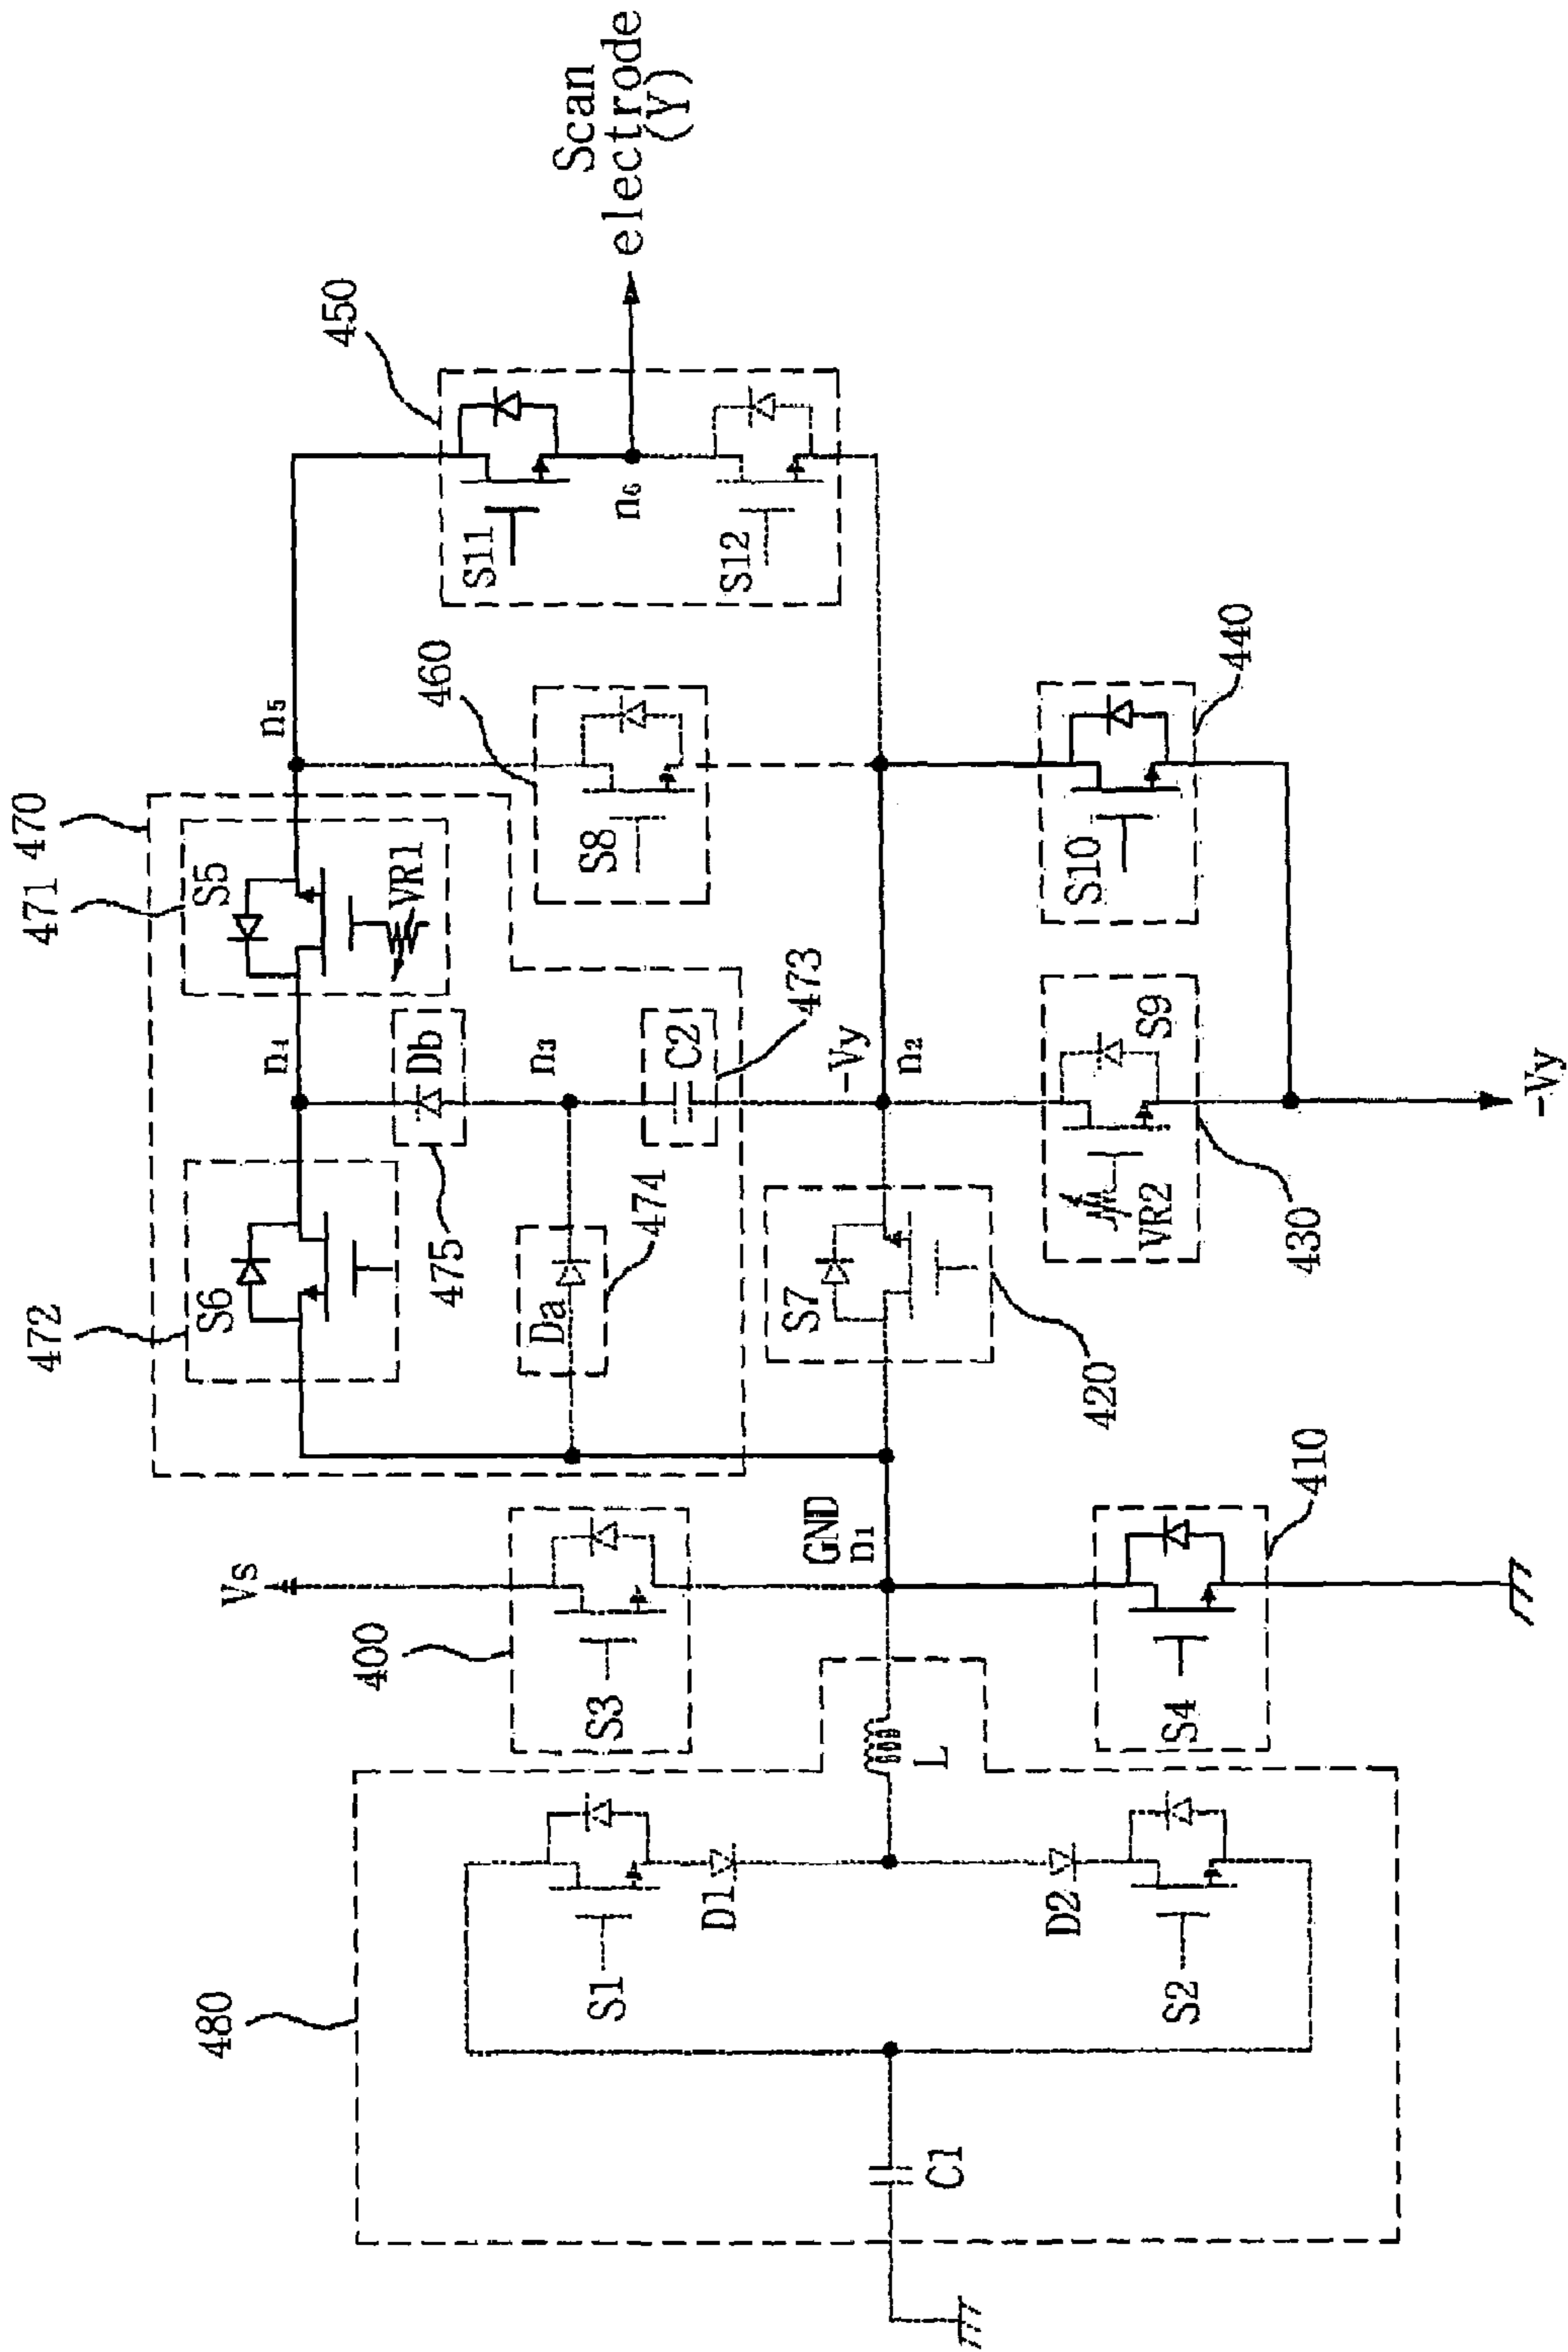 480
C1
S1
D1
D2
S2
L
400
Vs
S3
GND
n1
S4
410
470
472
S6
471
S5
VR1
n4
Db
475
n3
Da
474
C2
473
-Vy
n2
S7
420
VR2
S9
430
-Vy
n5
460
S8
S10
440
450
S11
n6
S12
Scan
electrode
(Y)